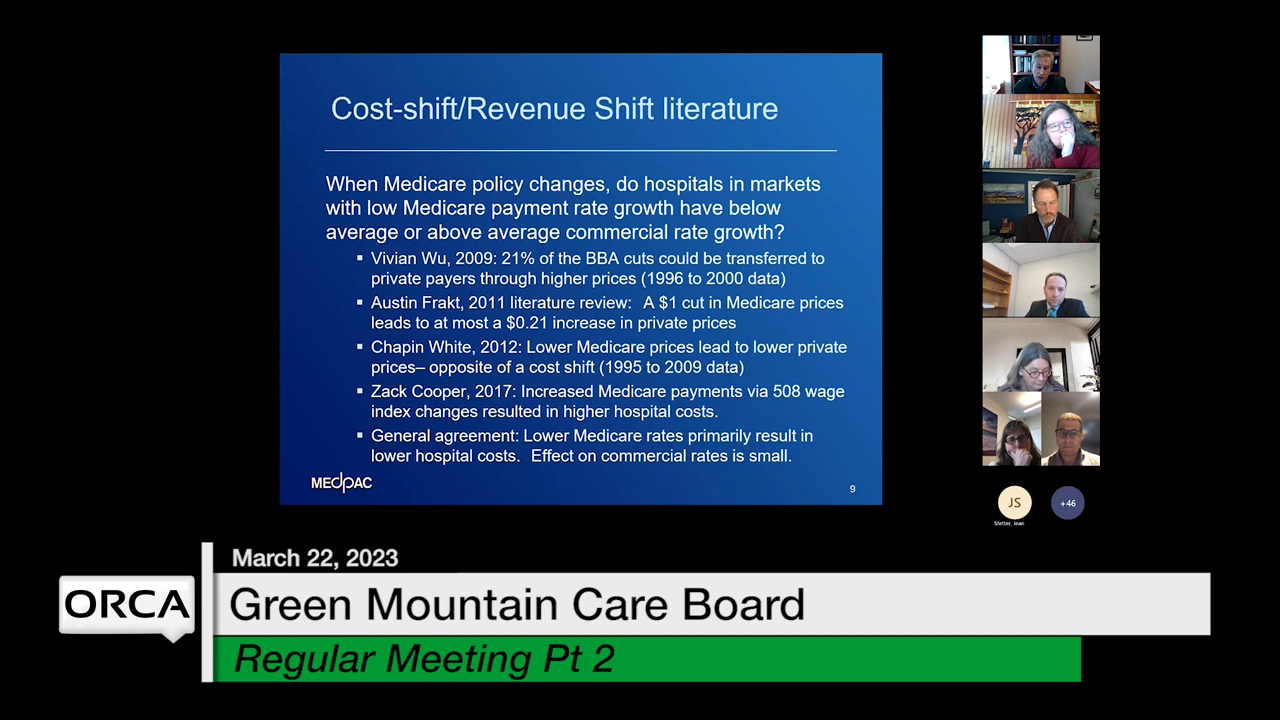 Cost-shift/Revenue Shift literature
When Medicare policy changes, do hospitals in markets
with low Medicare payment rate growth have below
average or above average commercial rate growth?
▪ Vivian Wu, 2009: 21% of the BBA cuts could be transferred to
private payers through higher prices (1996 to 2000 data)
▪ Austin Frakt, 2011 literature review: A $1 cut in Medicare prices
leads to at most a $0.21 increase in private prices
▪ Chapin White, 2012: Lower Medicare prices lead to lower private
prices– opposite of a cost shift (1995 to 2009 data)
▪ Zack Cooper, 2017: Increased Medicare payments via 508 wage
index changes resulted in higher hospital costs.
▪ General agreement: Lower Medicare rates primarily result in
lower hospital costs. Effect on commercial rates is small.
MEdpAC
9
JS
+46
Stetter, Jean
March 22, 2023
ORCA
Green Mountain Care Board
Regular Meeting Pt 2